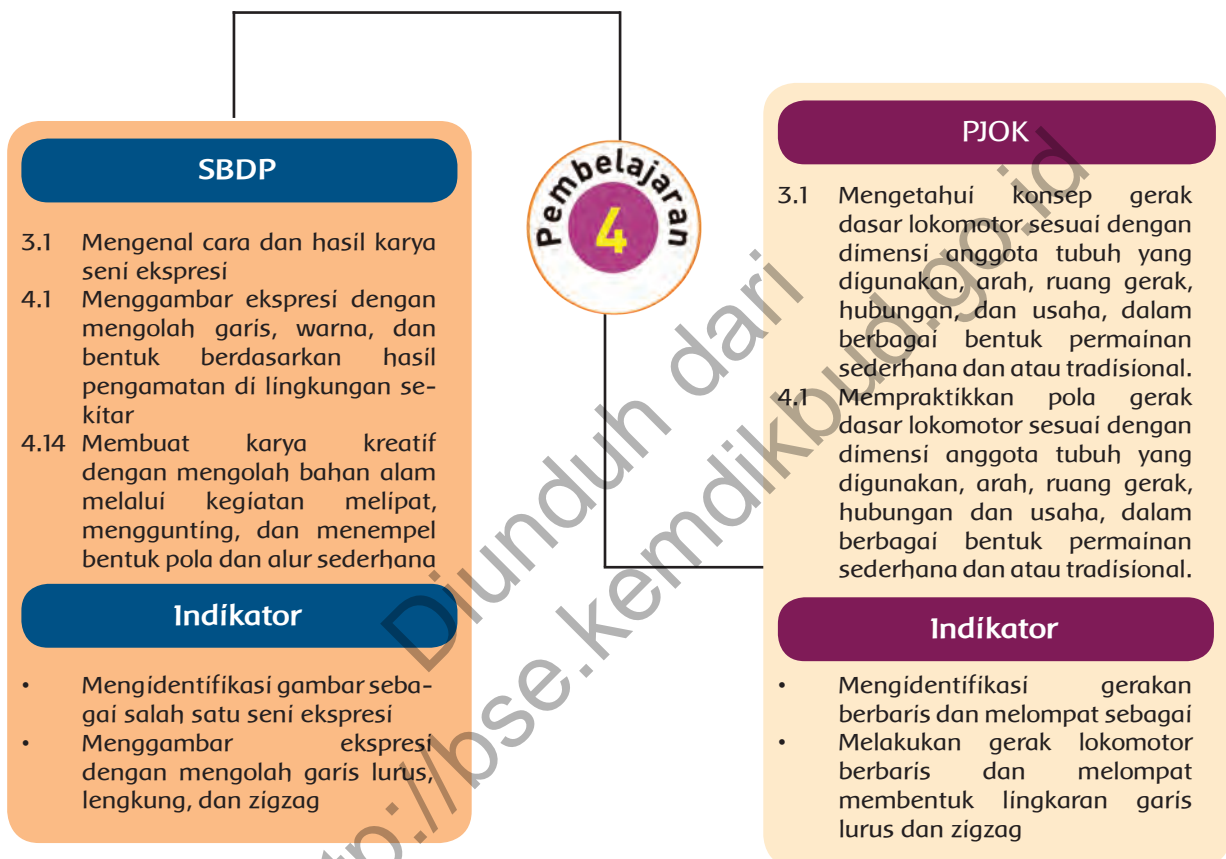 SBDP
3.1 Mengenal cara dan hasil karya
seni ekspresi
4.1 Menggambar ekspresi dengan
mengolah garis, warna, dan
bentuk berdasarkan hasil
pengamatan di lingkungan se-
kitar
4.14 Membuat karya kreatif
dengan mengolah bahan alam
melalui kegiatan melipat,
menggunting, dan menempel
bentuk pola dan alur sederhana
Indikator
• Mengidentifikasi gambar seba-
gai salah satu seni ekspresi
• Menggambar ekspresi
dengan mengolah garis lurus,
lengkung, dan zigzag
Pembelajaran
4
PJOK
3.1 Mengetahui konsep gerak
dasar lokomotor sesuai dengan
dimensi anggota tubuh yang
digunakan, arah, ruang gerak,
hubungan, dan usaha, dalam
berbagai bentuk permainan
sederhana dan atau tradisional.
4.1 Mempraktikkan pola gerak
dasar lokomotor sesuai dengan
dimensi anggota tubuh yang
digunakan, arah, ruang gerak,
hubungan dan usaha, dalam
berbagai bentuk permainan
sederhana dan atau tradisional.
Indikator
• Mengidentifikasi gerakan
berbaris dan melompat sebagai
• Melakukan gerak lokomotor
berbaris dan melompat
membentuk lingkaran garis
lurus dan zigzag
Diunduh dari
tp://bse.kemdikbud.go.id